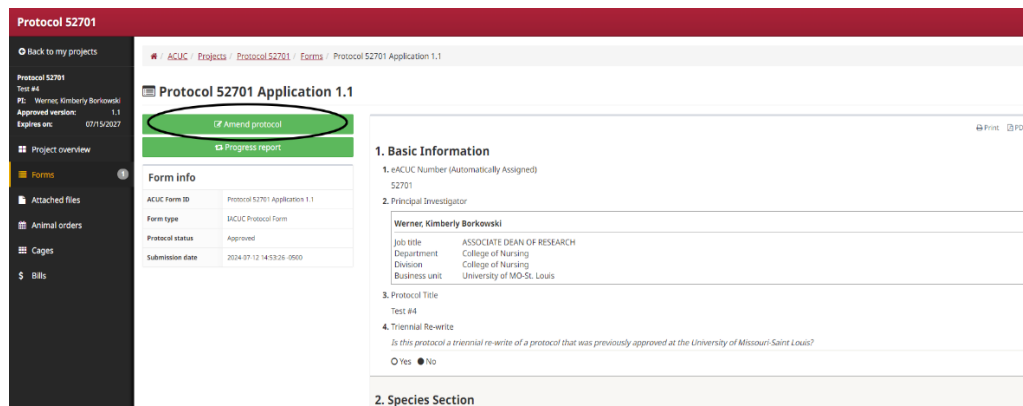 Protocol 52701
Back to my projects
Protocol 52701
Test #4
PI: Werner, Kimberly Borkowski
Approved version: 1.1
Expires on: 07/15/2027
Project overview
Forms 1
Attached files
Animal orders
Cages
$ Bills
/ ACUC / Projects / Protocol 52701 / Forms / Protocol 52701 Application 1.1
Protocol 52701 Application 1.1
Amend protocol
Progress report
Form info
ACUC Form ID Protocol 52701 Application 1.1
Form type IACUC Protocol Form
Protocol status Approved
Submission date 2024-07-12 14:53:26 -0500
Print PD
1. Basic Information
1. eACUC Number (Automatically Assigned)
52701
2. Principal Investigator
Werner, Kimberly Borkowski
Job title ASSOCIATE DEAN OF RESEARCH
Department College of Nursing
Division College of Nursing
Business unit University of MO-St. Louis
3. Protocol Title
Test #4
4. Triennial Re-write
Is this protocol a triennial re-write of a protocol that was previously approved at the University of Missouri-Saint Louis?
Yes No
2. Species Section